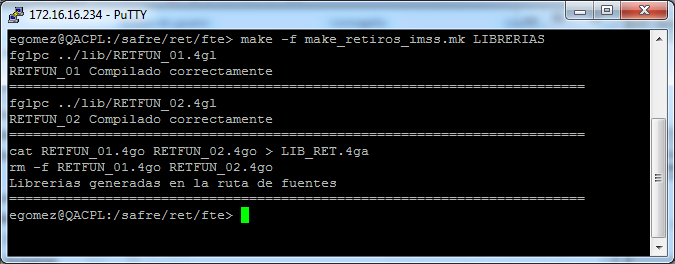 172.16.16.234 - PuTTY
egomez@QACPL:/safre/ret/fte> make -f make_retiros_imss.mk LIBRERIAS
fglpc ../lib/RETFUN_01.4gl
RETFUN_01 Compilado correctamente
=============================================================================
fglpc ../lib/RETFUN_02.4gl
RETFUN_02 Compilado correctamente
=============================================================================
cat RETFUN_01.4go RETFUN_02.4go > LIB_RET.4ga
rm -f RETFUN_01.4go RETFUN_02.4go
Librerias generadas en la ruta de fuentes
=============================================================================
egomez@QACPL:/safre/ret/fte>